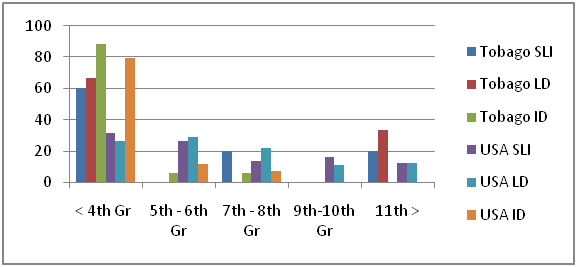 100
80
60
40
20
0
< 4th Gr
5th - 6th
Gr
7th - 8th
Gr
9th-10th
Gr
11th >
Tobago SLI
Tobago LD
Tobago ID
USA SLI
USA LD
USA ID